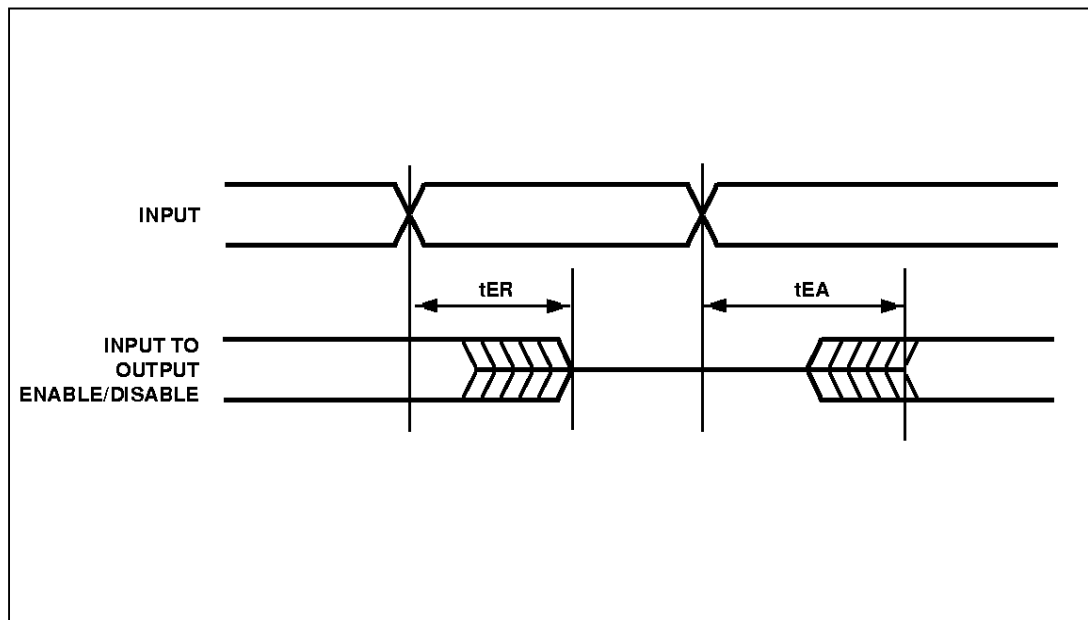 INPUT
tER
tEA
INPUT TO
OUTPUT
ENABLE/DISABLE